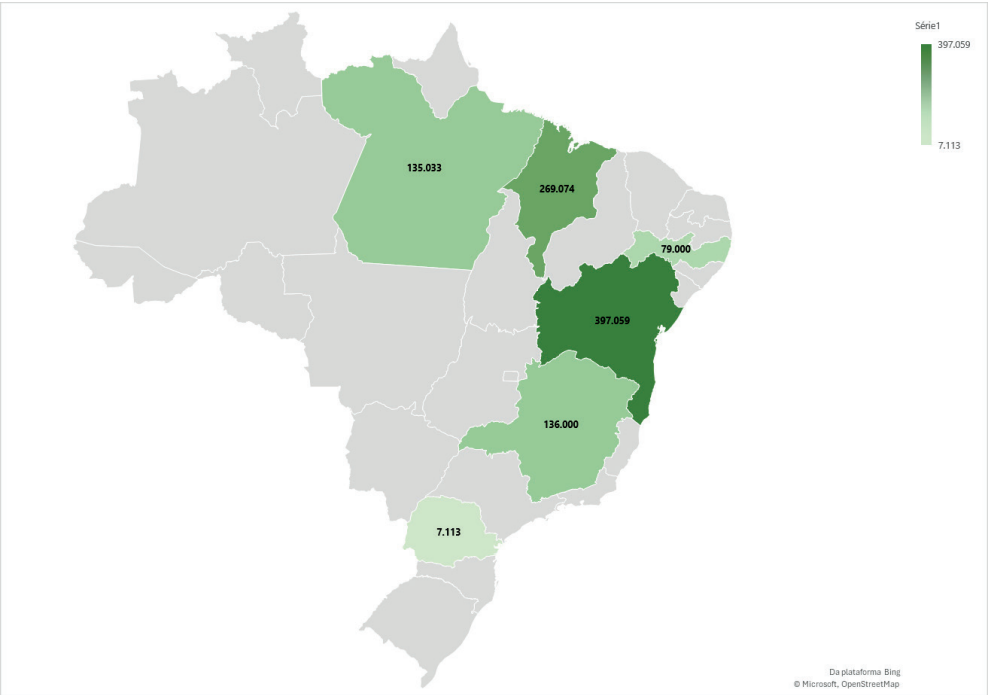 Série1
397.059
7.113
135.033
269.074
79.000
397.059
136.000
7.113
Da plataforma Bing
© Microsoft, OpenStreetMap